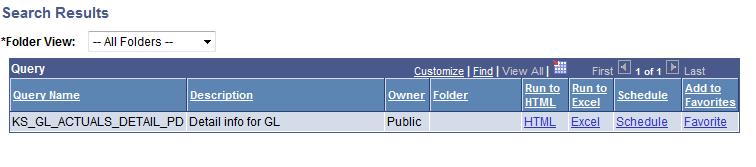 Search Results
*Folder View: -- All Folders --
Query Customize | Find | View All | First 1 of 1 Last
Query Name Description Owner Folder Run to HTML Run to Excel Schedule Add to Favorites
KS_GL_ACTUALS_DETAIL_PD Detail info for GL Public HTML Excel Schedule Favorite